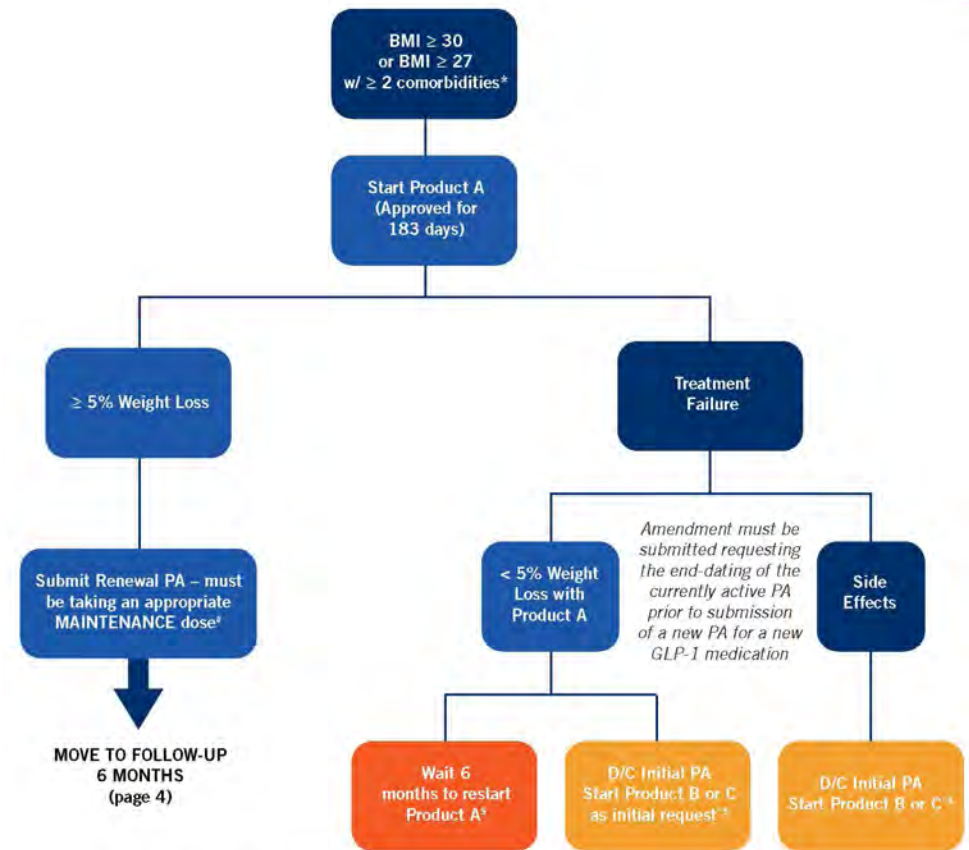 BMI ≥ 30
or BMI ≥ 27
w/ ≥ 2 comorbidities*
Start Product A
(Approved for
183 days)
≥ 5% Weight Loss
Treatment
Failure
Submit Renewal PA – must
be taking an appropriate
MAINTENANCE dose#
< 5% Weight
Loss with
Product A
Amendment must be
submitted requesting
the end-dating of the
currently active PA
prior to submission
of a new PA for a new
GLP-1 medication
Side
Effects
MOVE TO FOLLOW-UP
6 MONTHS
(page 4)
Wait 6
months to restart
Product A$
D/C Initial PA
Start Product B or C
as initial request
D/C Initial PA
Start Product B or C